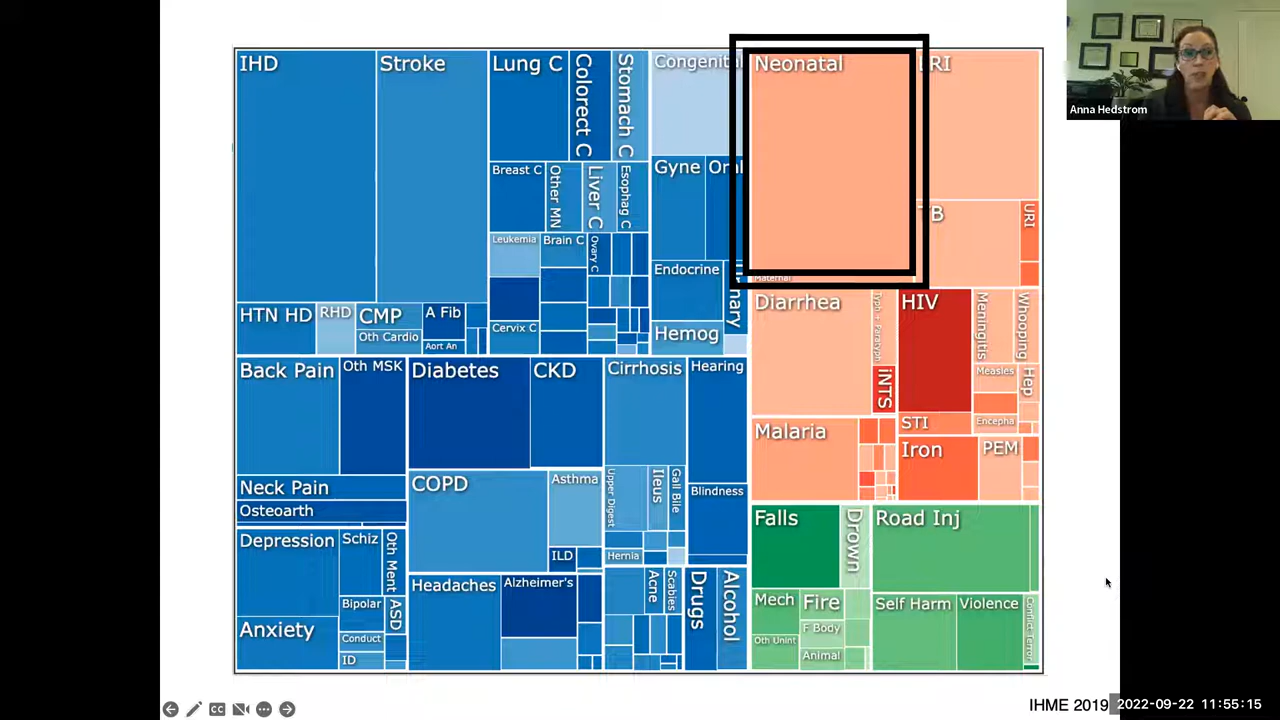 IHD
Stroke
Lung C
Colorect C
Stomach C
Congenital
Neonatal
LRI
Anna Hedstrom
Breast C
Other MN
Liver C
Esophag C
Gyne
Oral
TB
URI
Leukemia
Brain C
Ovary C
Endocrine
Maternal
HTN HD
RHD
CMP
A Fib
Oth Cardio
Aort An
Cervix C
Hemog
Urinary
Diarrhea
HIV
Meningitis
Whooping
iNTS
Measles
Hep
Encepha
STI
Back Pain
Oth MSK
Diabetes
CKD
Cirrhosis
Hearing
Malaria
Iron
PEM
Neck Pain
Osteoarth
COPD
Asthma
Upper Digest
Ileus
Gall Bile
Blindness
Falls
Drown
Road Inj
Depression
Schiz
Oth Ment
ILD
Hernia
Headaches
Alzheimer's
Acne
Scabies
Drugs
Alcohol
Mech
Fire
Self Harm
Violence
Bipolar
ASD
Anxiety
Conduct
ID
Oth Unint
F Body
Animal
IHME 2019
2022-09-22 11:55:15
CC